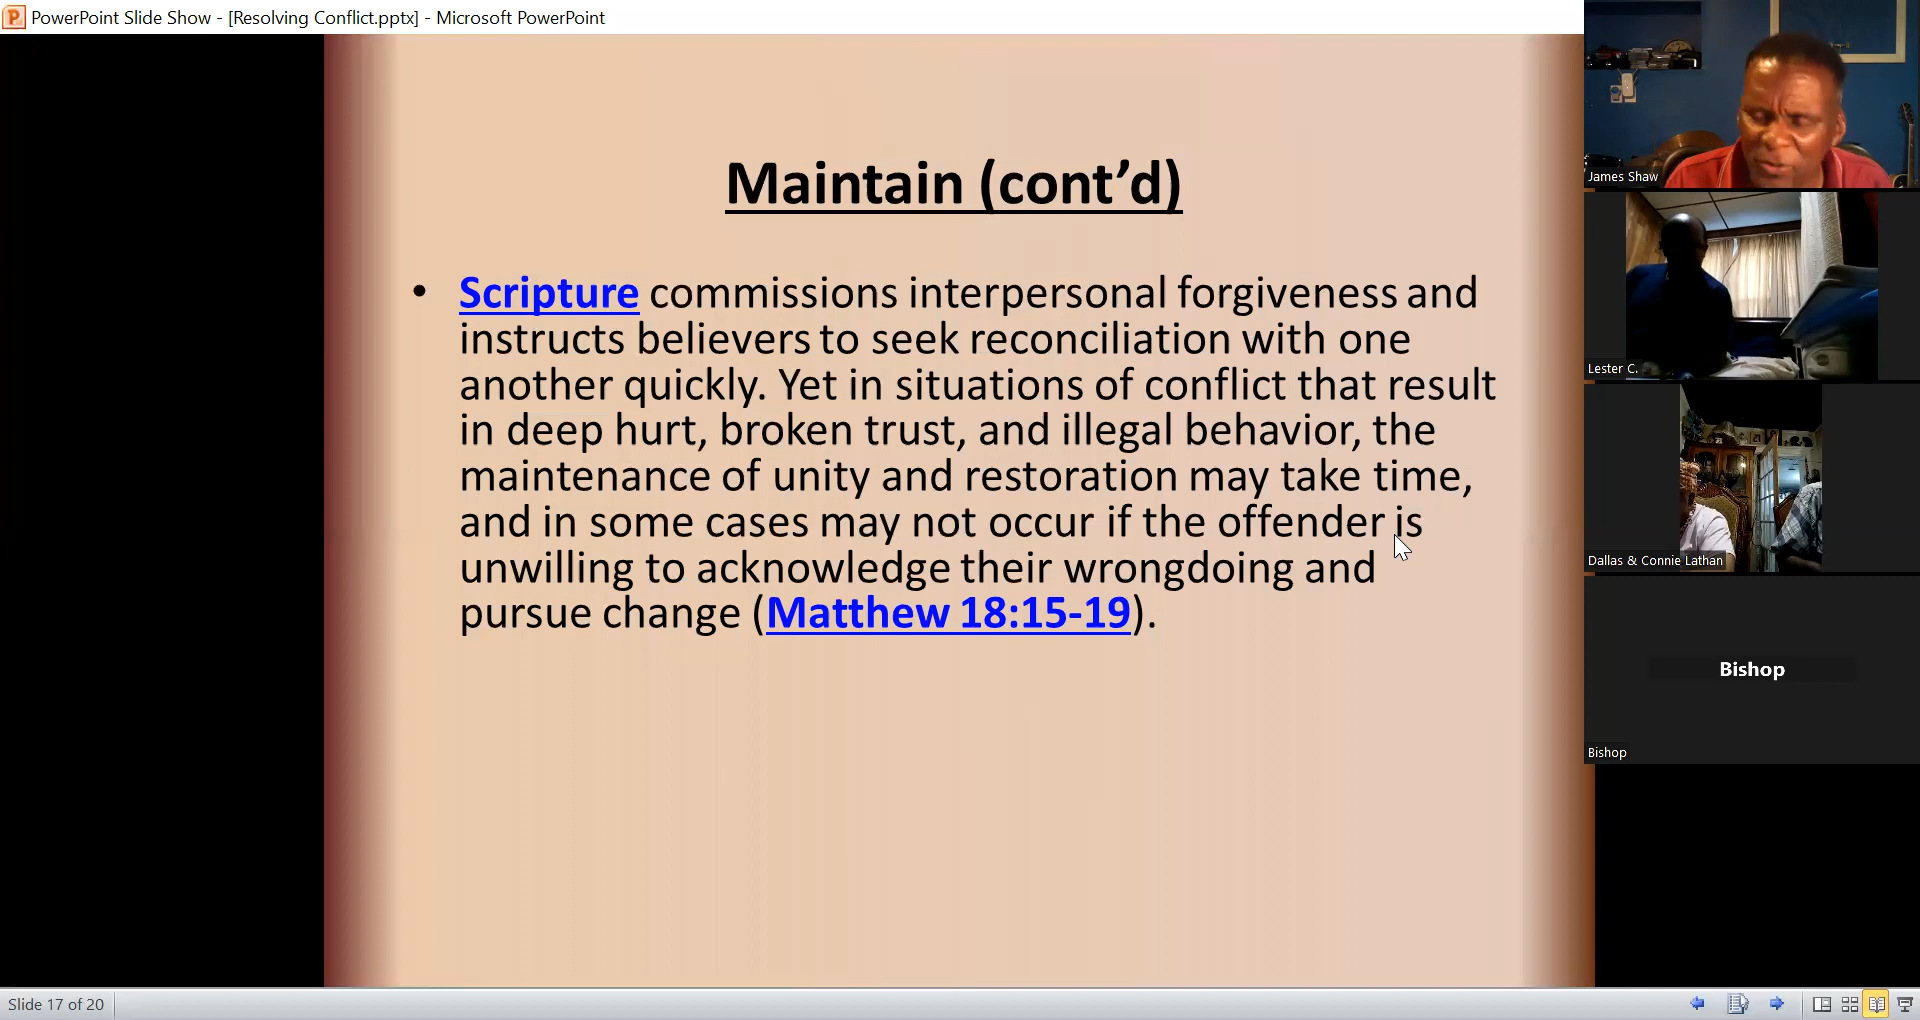 PowerPoint Slide Show - [Resolving Conflict.pptx] - Microsoft PowerPoint
Maintain (cont’d)
• Scripture commissions interpersonal forgiveness and
instructs believers to seek reconciliation with one
another quickly. Yet in situations of conflict that result
in deep hurt, broken trust, and illegal behavior, the
maintenance of unity and restoration may take time,
and in some cases may not occur if the offender is
unwilling to acknowledge their wrongdoing and
pursue change (Matthew 18:15-19).
James Shaw
Lester C.
Dallas & Connie Lathan
Bishop
Bishop
Slide 17 of 20